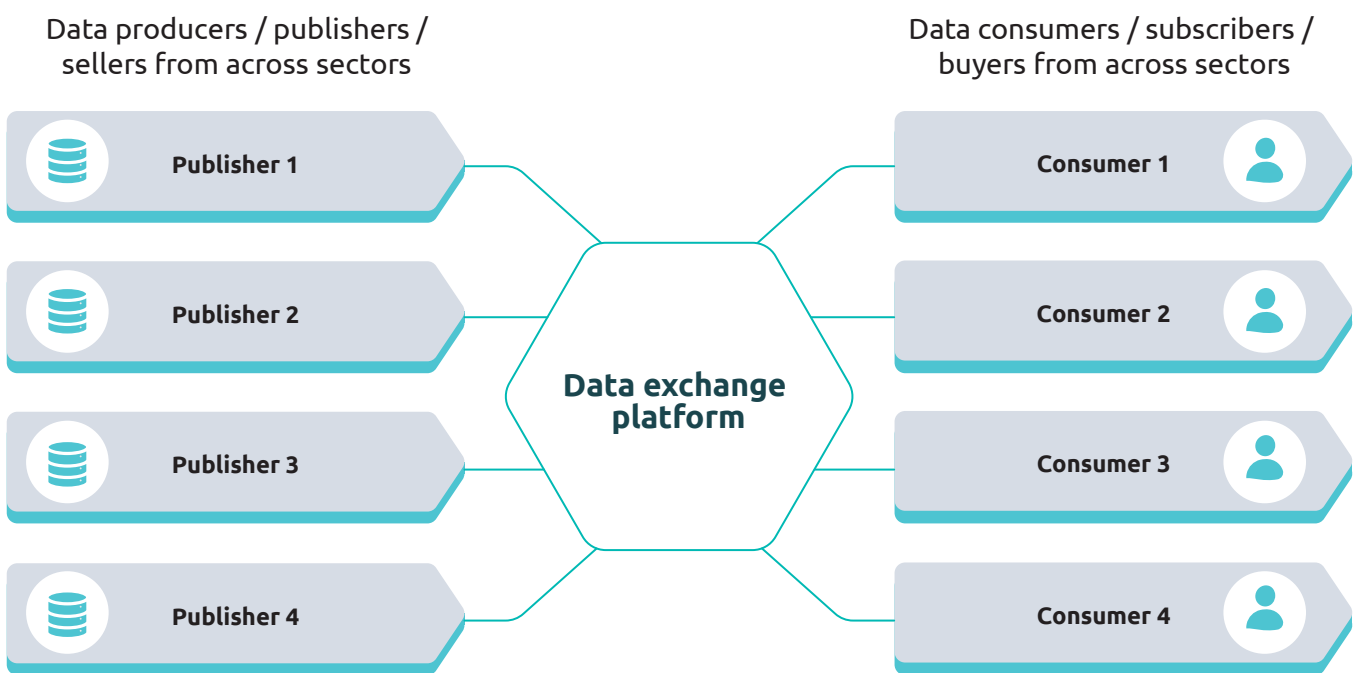 Data producers / publishers /
sellers from across sectors
Data consumers / subscribers /
buyers from across sectors
Publisher 1
Publisher 2
Publisher 3
Publisher 4
Data exchange
platform
Consumer 1
Consumer 2
Consumer 3
Consumer 4